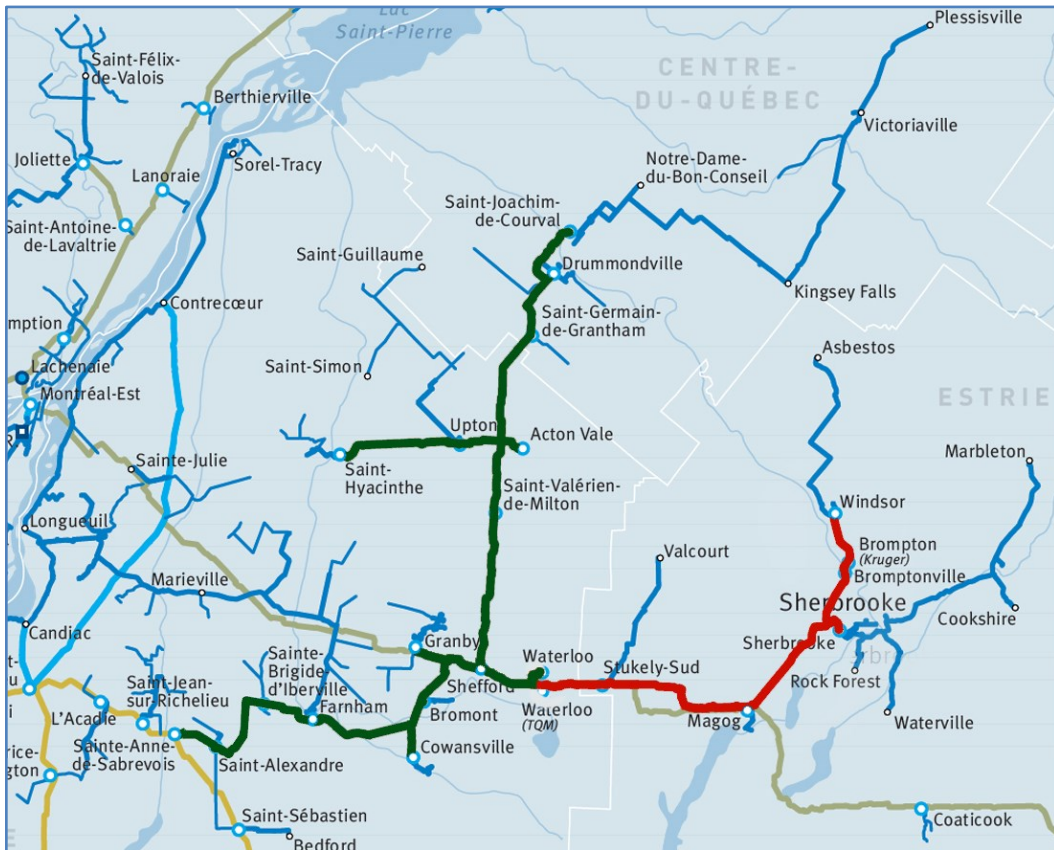 Lac
Saint-Pierre
Plessisville
Saint-Félix-
de-Valois
CENTRE-
DU-QUÉBEC
Berthierville
Victoriaville
Joliette
Sorel-Tracy
Notre-Dame-
du-Bon-Conseil
Lanoraie
Saint-Joachim-
de-Courval
Saint-Antoine-
de-Lavaltrie
Saint-Guillaume
Drummondville
Kingsey Falls
Contrecœur
Saint-Germain-
de-Grantham
mption
Asbestos
Saint-Simon
Lachenaie
Montréal-Est
ESTRIE
Upton
Acton Vale
Marbleton
Sainte-Julie
Saint-
Hyacinthe
Saint-Valérien-
de-Milton
Windsor
Longueuil
Valcourt
Brompton
(Kruger)
Bromptonville
Marieville
Sherbrooke
Cookshire
Candiac
Granby
Sherbrooke
Sainte-
Brigide-
d'Iberville
Waterloo
Stukely-Sud
Shefford
Rock Forest
Saint-Jean-
sur-Richelieu
Farnham
Bromont
Waterloo
(TQM)
Magog
Waterville
L'Acadie
Sainte-Anne-
de-Sabrevois
Cowansville
Saint-Alexandre
rice-
gton
Saint-Sébastien
Coaticook
Bedford